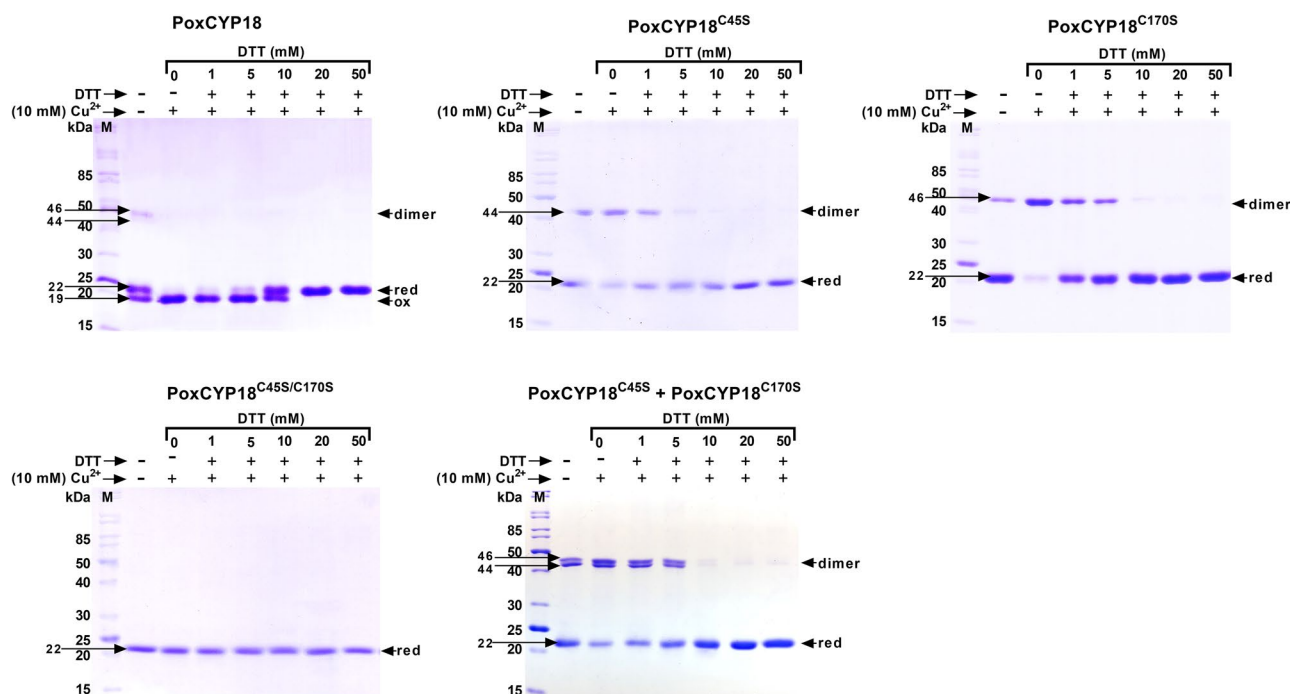 PoxCYP18
DTT (mM)
0 1 5 10 20 50
DTT - - + + + + +
(10 mM) Cu2+ - + + + + + +
kDa M
85
46 50 dimer
44 40
30
25
22 20 red
19 ox
15
PoxCYP18C45S
DTT (mM)
0 1 5 10 20 50
DTT - - + + + + +
(10 mM) Cu2+ - + + + + + +
kDa M
85
50
44 40 dimer
30
25
22 20 red
15
PoxCYP18C170S
DTT (mM)
0 1 5 10 20 50
DTT - - + + + + +
(10 mM) Cu2+ - + + + + + +
kDa M
85
46 50 dimer
40
30
25
22 20 red
15
PoxCYP18C45S/C170S
DTT (mM)
0 1 5 10 20 50
DTT - - + + + + +
(10 mM) Cu2+ - + + + + + +
kDa M
85
50
40
30
25
22 20 red
15
PoxCYP18C45S + PoxCYP18C170S
DTT (mM)
0 1 5 10 20 50
DTT - - + + + + +
(10 mM) Cu2+ - + + + + + +
kDa M
85
46 50 dimer
44 40
30
25
22 20 red
15